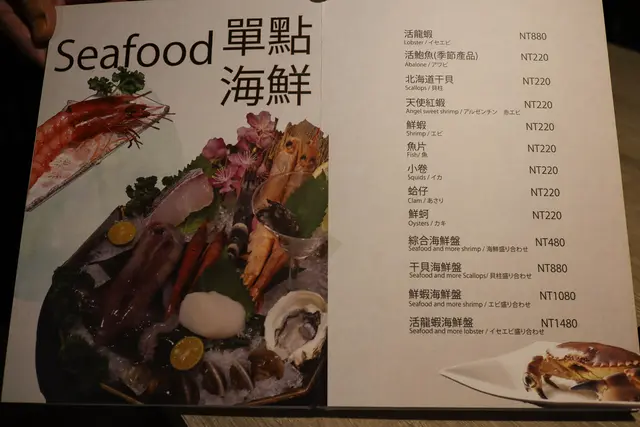 Seafood 單點
海鮮
活龍蝦 NT880
Lobster / イセエビ
活鮑魚(季節產品) NT220
Abalone / アワビ
北海道干貝 NT220
Scallops / 貝柱
天使紅蝦 NT220
Angel sweet shrimp / アルゼンチン 赤エビ
鮮蝦 NT220
Shrimp / エビ
魚片 NT220
Fish / 魚
小卷 NT220
Squids / イカ
蛤仔 NT220
Clam / あさり
鮮蚵 NT220
Oysters / カキ
綜合海鮮盤 NT480
Seafood and more shrimp / 海鮮盛り合わせ
干貝海鮮盤 NT880
Seafood and more Scallops/ 貝柱盛り合わせ
鮮蝦海鮮盤 NT1080
Seafood and more shrimp / エビ盛り合わせ
活龍蝦海鮮盤 NT1480
Seafood and more lobster / イセエビ盛り合わせ